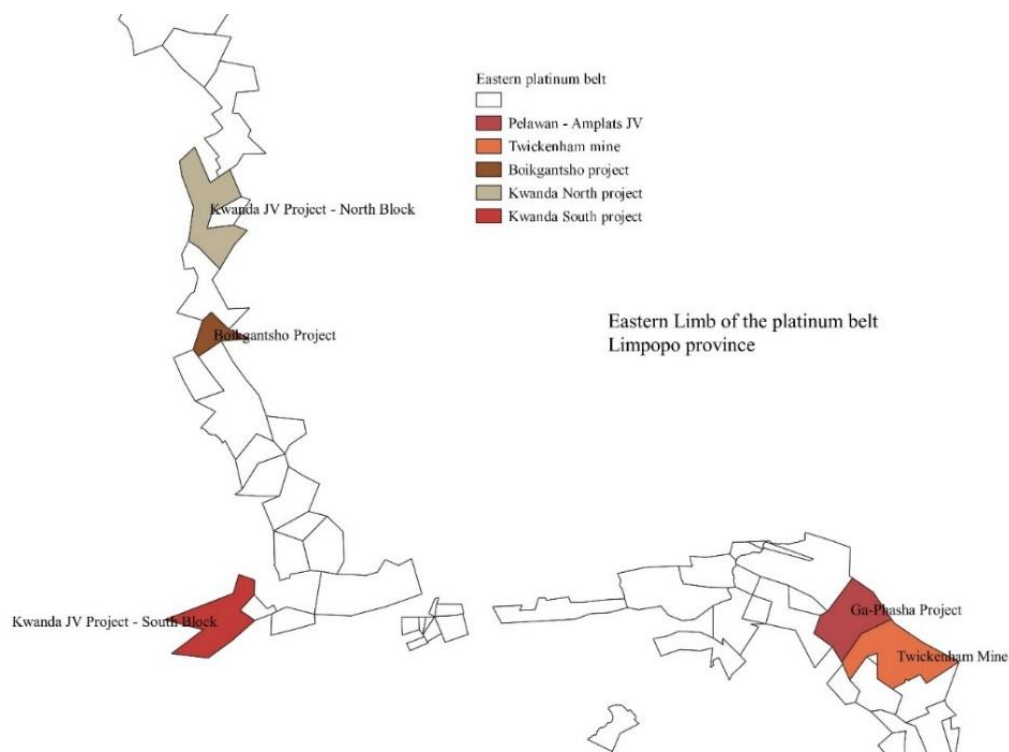 Eastern platinum belt
Pelawan - Amplats JV
Twickenham mine
Boikgantsho project
Kwanda North project
Kwanda South project
Kwanda JV Project - North Block
Eastern Limb of the platinum belt
Limpopo province
Boikgantsho Project
Ga-Phasha Project
Kwanda JV Project - South Block
Twickenham Mine